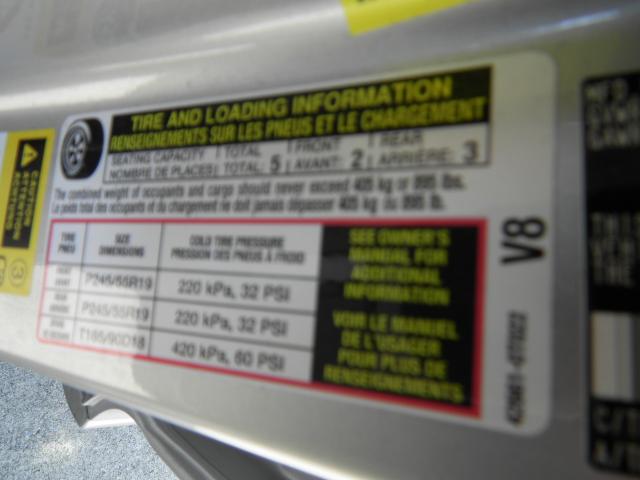 TIRE AND LOADING INFORMATION
RENSEIGNEMENTS SUR LES PNEUS ET LE CHARGEMENT
SEATING CAPACITY TOTAL FRONT REAR
NOMBRE DE PLACES TOTAL: 5 AVANT: 2 ARRIÈRE: 3
The combined weight of occupants and cargo should never exceed 405 kg or 895 lbs.
Le poids total des occupants et du chargement ne doit jamais dépasser 405 kg ou 895 lb.
TIRE SIZE COLD TIRE PRESSURE
PNEU DIMENSIONS PRESSION DES PNEUS À FROID
P245/55R19 220 kPa, 32 PSI
P245/55R19 220 kPa, 32 PSI
T165/90D18 420 kPa, 60 PSI
SEE OWNER'S
MANUAL FOR
ADDITIONAL
INFORMATION
VOIR LE MANUEL
DE L'USAGER
POUR PLUS DE
RENSEIGNEMENTS
V8
CAUTION
ATTENTION